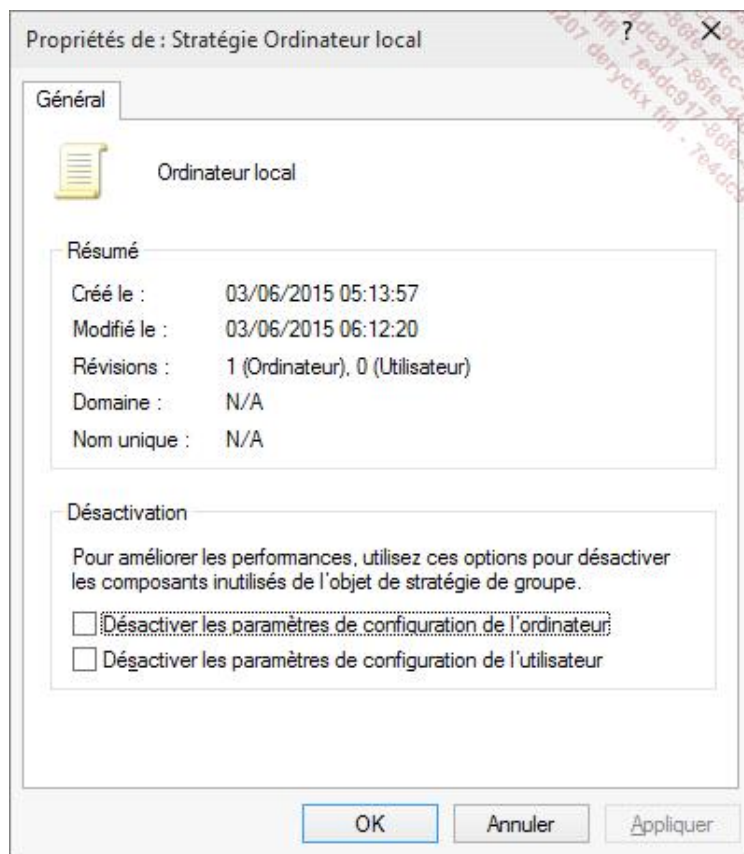 Propriétés de : Stratégie Ordinateur local
?
Général
Ordinateur local
Résumé
Créé le : 03/06/2015 05:13:57
Modifié le : 03/06/2015 06:12:20
Révisions : 1 (Ordinateur), 0 (Utilisateur)
Domaine : N/A
Nom unique : N/A
Désactivation
Pour améliorer les performances, utilisez ces options pour désactiver
les composants inutilisés de l'objet de stratégie de groupe.
Désactiver les paramètres de configuration de l'ordinateur
Désactiver les paramètres de configuration de l'utilisateur
OK
Annuler
Appliquer